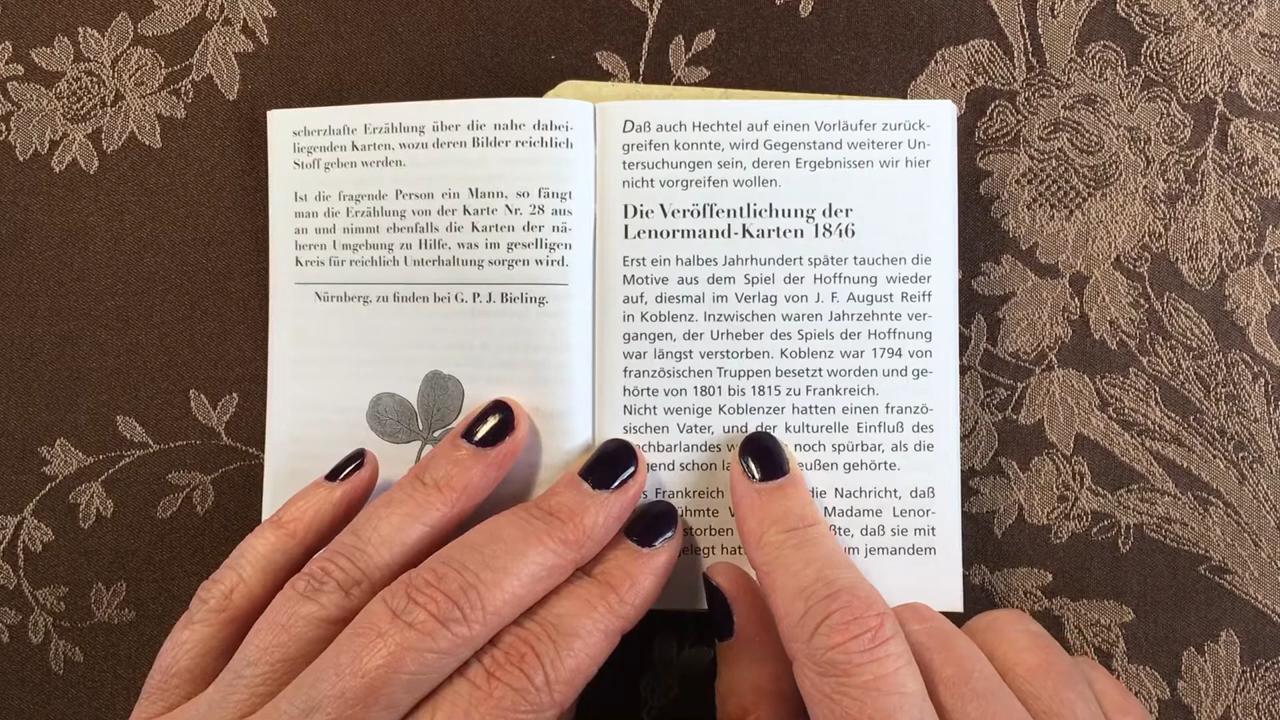 scherzhafte Erzählung über die nahe dabei-
liegenden Karten, wozu deren Bilder reichlich
Stoff geben werden.
Ist die fragende Person ein Mann, so fängt
man die Erzählung von der Karte Nr. 28 aus
an und nimmt ebenfalls die Karten der nä-
heren Umgebung zu Hilfe, was im geselligen
Kreis für reichlich Unterhaltung sorgen wird.
Nürnberg, zu finden bei G. P. J. Bieling.
Daß auch Hechtel auf einen Vorläufer zurück-
greifen konnte, wird Gegenstand weiterer Un-
tersuchungen sein, deren Ergebnissen wir hier
nicht vorgreifen wollen.
Die Veröffentlichung der
Lenormand-Karten 1846
Erst ein halbes Jahrhundert später tauchen die
Motive aus dem Spiel der Hoffnung wieder
auf, diesmal im Verlag von J. F. August Reiff
in Koblenz. Inzwischen waren Jahrzehnte ver-
gangen, der Urheber des Spiels der Hoffnung
war längst verstorben. Koblenz war 1794 von
französischen Truppen besetzt worden und ge-
hörte von 1801 bis 1815 zu Frankreich.
Nicht wenige Koblenzer hatten einen franzö-
sischen Vater, und der kulturelle Einfluß des
noch spürbar, als die
schon
gehörte.
Frankreich die Nachricht, daß
Madame Lenor-
daß sie mit
jemandem